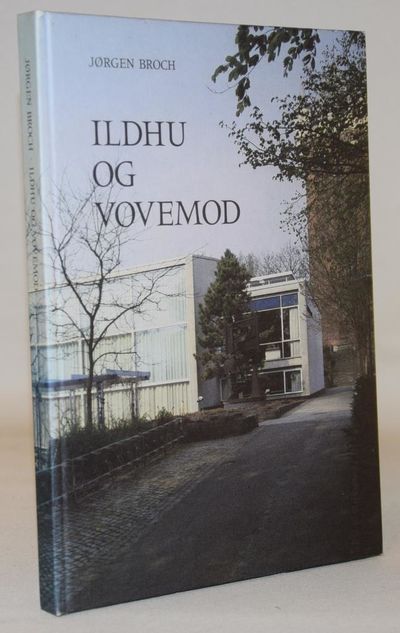 JØRGEN BROCH
ILDHU
OG
VOVEMOD
JØRGEN BROCH · ILDHU OG VOVEMOD